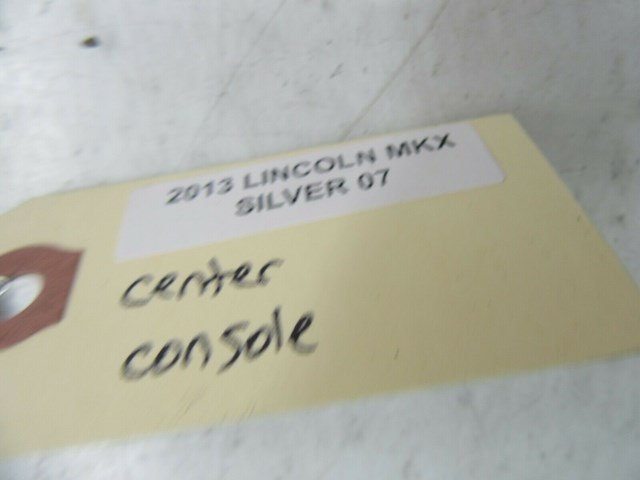 2013 LINCOLN MKX
SILVER 07
center
console